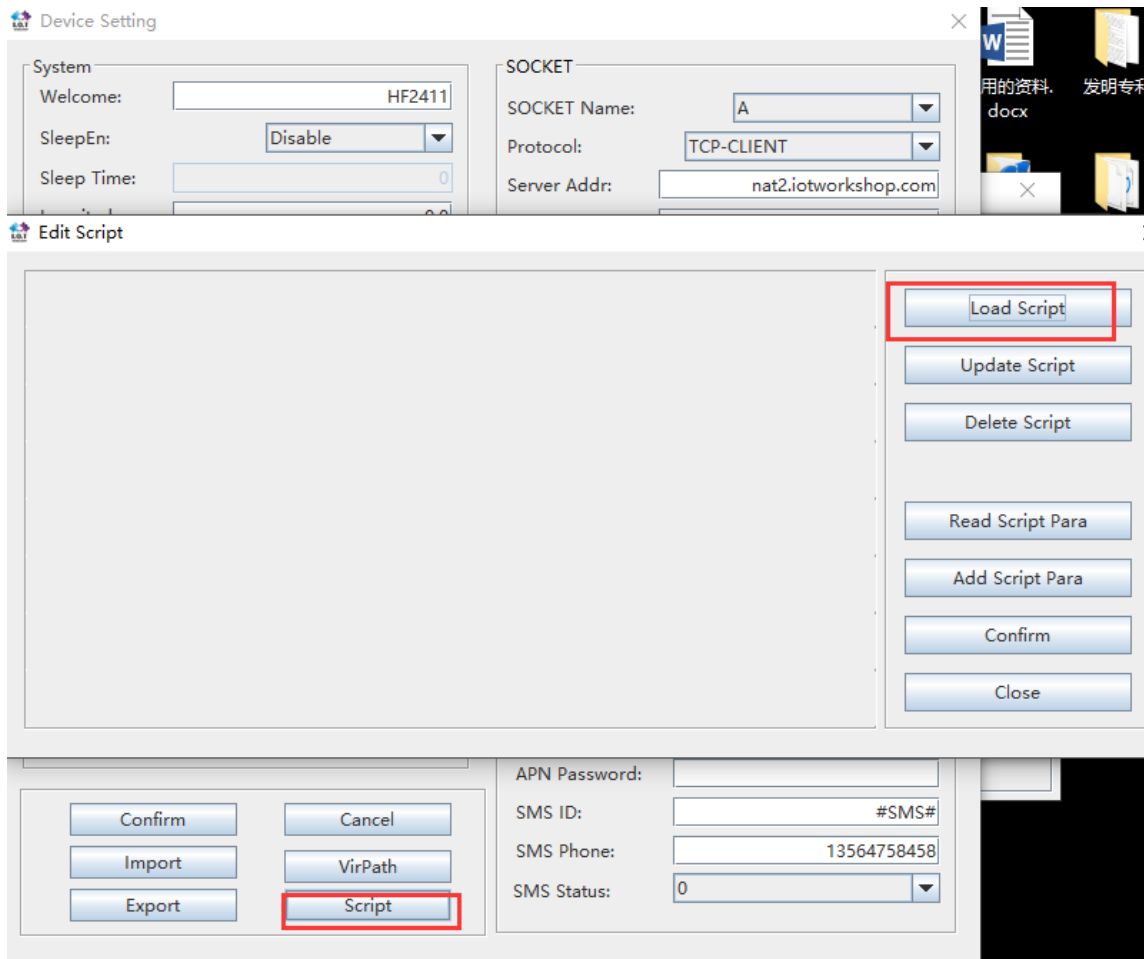 Device Setting
System
Welcome:
HF2411
SleepEn:
Disable
Sleep Time:
0
SOCKET
SOCKET Name:
A
Protocol:
TCP-CLIENT
Server Addr:
nat2.iotworkshop.com
用的资料.
docx
发明专利
Edit Script
Load Script
Update Script
Delete Script
Read Script Para
Add Script Para
Confirm
Close
APN Password:
SMS ID:
#SMS#
SMS Phone:
13564758458
SMS Status:
0
Confirm
Cancel
Import
VirPath
Export
Script